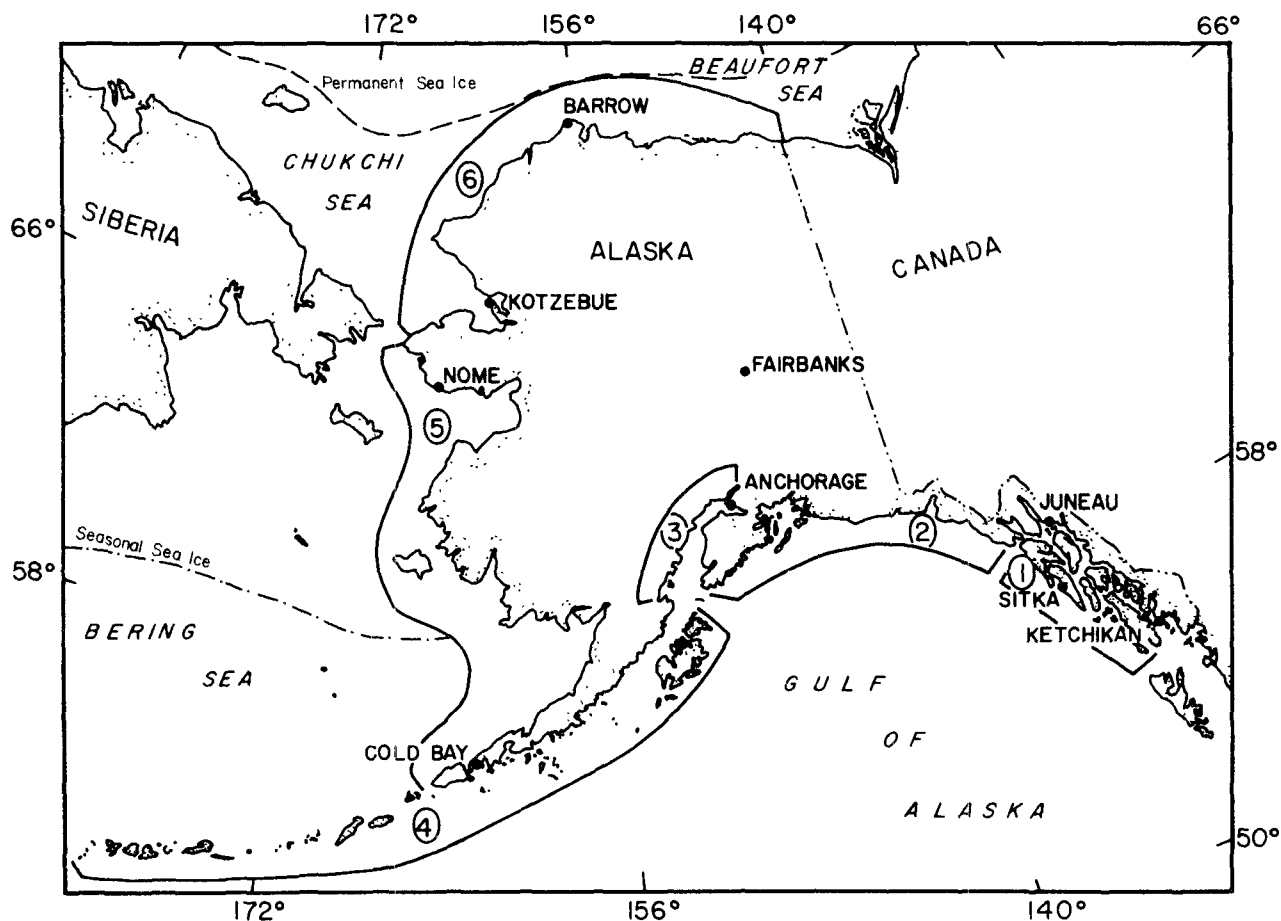 172° 156° 140° 66°
BEAUFORT
SEA
Permanent Sea Ice
BARROW
CHUKCHI
SEA
6
SIBERIA
66°
ALASKA
CANADA
KOTZEBUE
FAIRBANKS
NOME
5
58°
ANCHORAGE
JUNEAU
3
2
Seasonal Sea Ice
58°
1
SITKA
KETCHIKAN
BERING
SEA
GULF
OF
ALASKA
COLD BAY
4
50°
172° 156° 140°